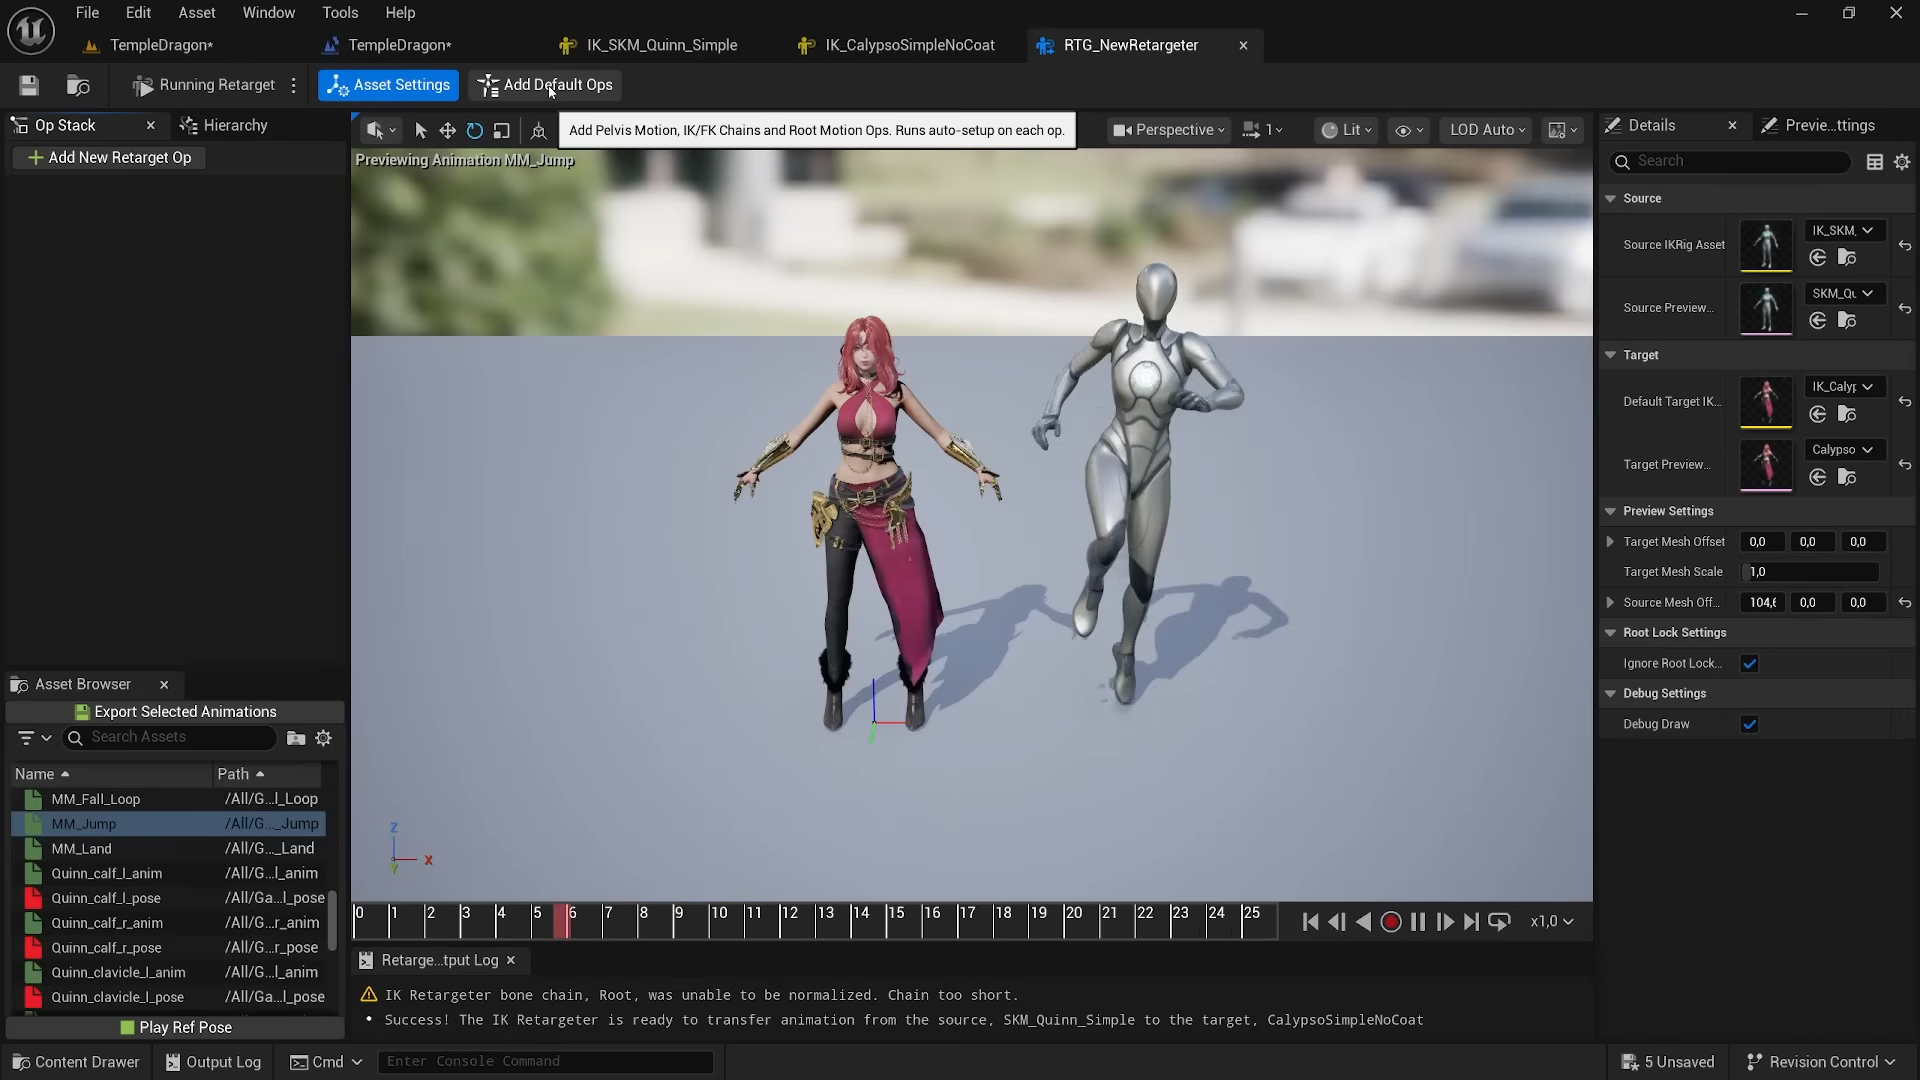 File Edit Asset Window Tools Help
TempleDragon* TempleDragon* IK_SKM_Quinn_Simple IK_CalypsoSimpleNoCoat RTG_NewRetargeter
Running Retarget Asset Settings Add Default Ops
Op Stack Hierarchy
Add New Retarget Op
Add Pelvis Motion, IK/FK Chains and Root Motion Ops. Runs auto-setup on each op.
Perspective 1 Lit LOD Auto
Previewing Animation MM_Jump
Details Previe...ttings
Search
Source
Source IKRig Asset IK_SKM_
Source Preview... SKM_Qu
Target
Default Target IK... IK_Calyp
Target Preview... Calypso
Preview Settings
Target Mesh Offset 0,0 0,0 0,0
Target Mesh Scale 1,0
Source Mesh Off... 104,6 0,0 0,0
Root Lock Settings
Ignore Root Lock...
Debug Settings
Debug Draw
Asset Browser
Export Selected Animations
Search Assets
Name Path
MM_Fall_Loop /All/G...l_Loop
MM_Jump /All/G..._Jump
MM_Land /All/G..._Land
Quinn_calf_l_anim /All/G...l_anim
Quinn_calf_l_pose /All/Ga...l_pose
Quinn_calf_r_anim /All/G...r_anim
Quinn_calf_r_pose /All/G...r_pose
Quinn_clavicle_l_anim /All/G...l_anim
Quinn_clavicle_l_pose /All/Ga...l_pose
Play Ref Pose
Z
X
Y
0 1 2 3 4 5 6 7 8 9 10 11 12 13 14 15 16 17 18 19 20 21 22 23 24 25
x1,0
Retarge...tput Log
IK Retargeter bone chain, Root, was unable to be normalized. Chain too short.
• Success! The IK Retargeter is ready to transfer animation from the source, SKM_Quinn_Simple to the target, CalypsoSimpleNoCoat
Content Drawer Output Log Cmd Enter Console Command 5 Unsaved Revision Control